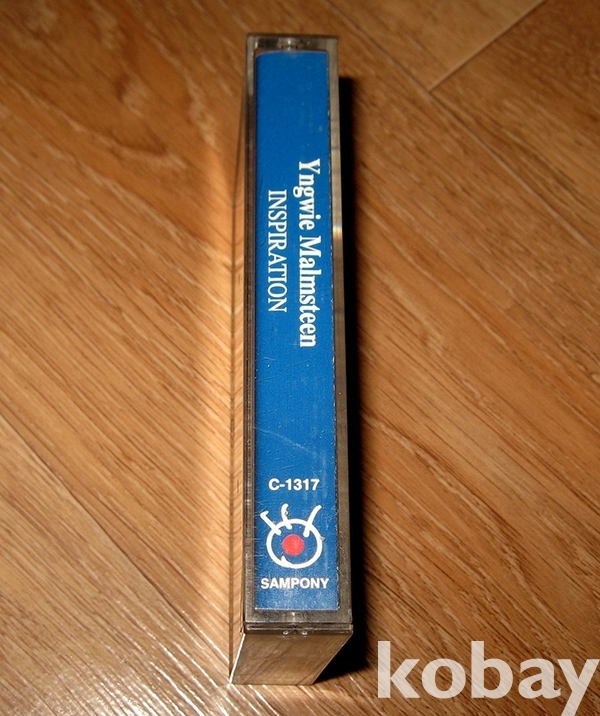 Yngwie Malmsteen
INSPIRATION
C-1317
SAMPONY
kobay